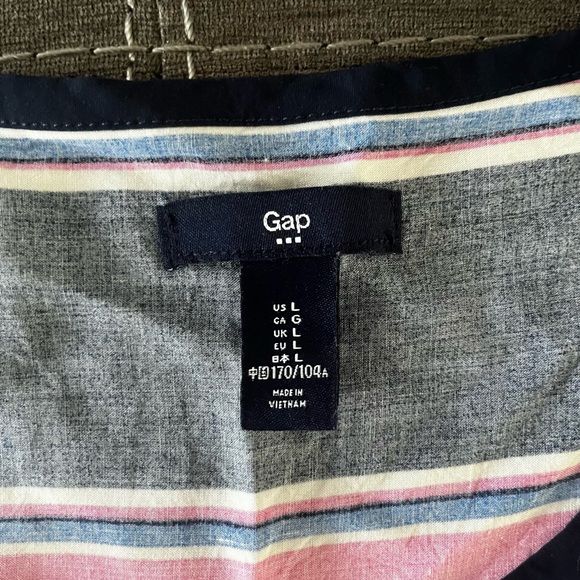 Gap
US L
CA G
UK L
EU L
日本 L
中国170/104A
MADE IN
VIETNAM